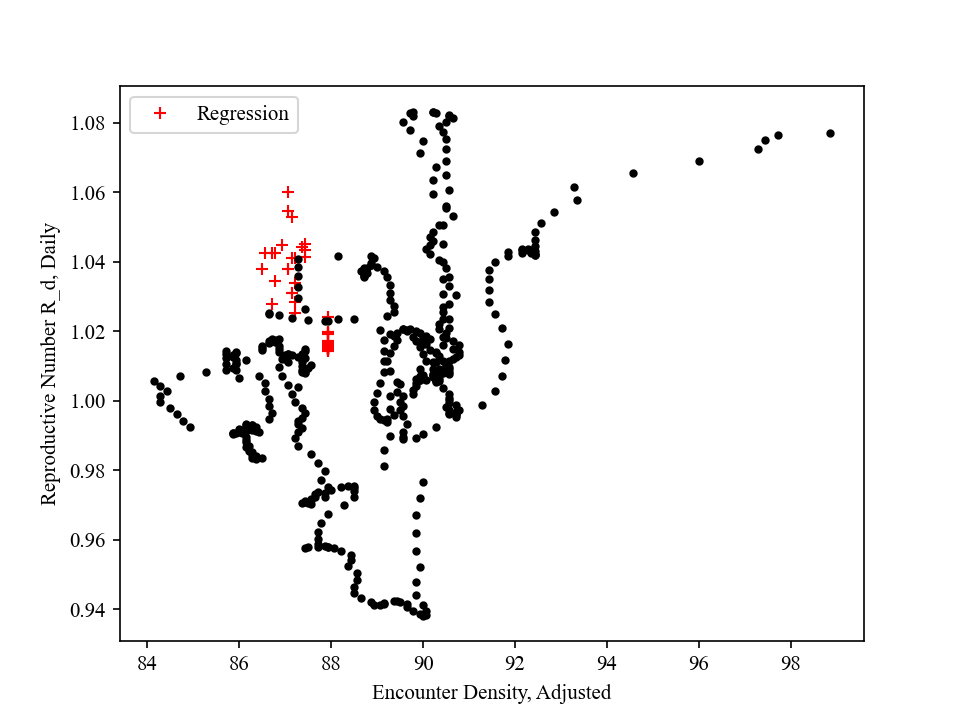 Regression
1.08
1.06
1.04
1.02
1.00
0.98
0.96
0.94
Reproductive Number R_d, Daily
84 86 88 90 92 94 96 98
Encounter Density, Adjusted